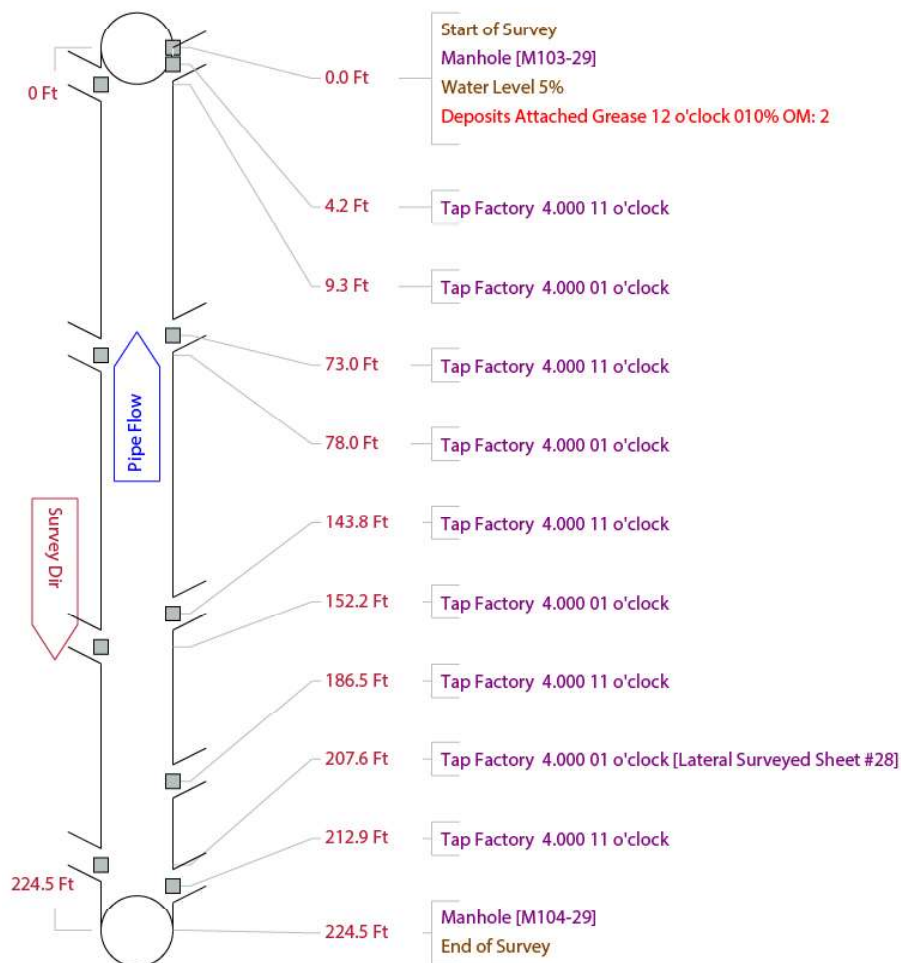 Start of Survey
Manhole [M103-29]
0.0 Ft
Water Level 5%
0 Ft
Deposits Attached Grease 12 o'clock 010% OM: 2
4.2 Ft
Tap Factory 4.000 11 o'clock
9.3 Ft
Tap Factory 4.000 01 o'clock
73.0 Ft
Tap Factory 4.000 11 o'clock
Pipe Flow
78.0 Ft
Tap Factory 4.000 01 o'clock
Survey Dir
143.8 Ft
Tap Factory 4.000 11 o'clock
152.2 Ft
Tap Factory 4.000 01 o'clock
186.5 Ft
Tap Factory 4.000 11 o'clock
207.6 Ft
Tap Factory 4.000 01 o'clock [Lateral Surveyed Sheet #28]
212.9 Ft
Tap Factory 4.000 11 o'clock
224.5 Ft
Manhole [M104-29]
224.5 Ft
End of Survey